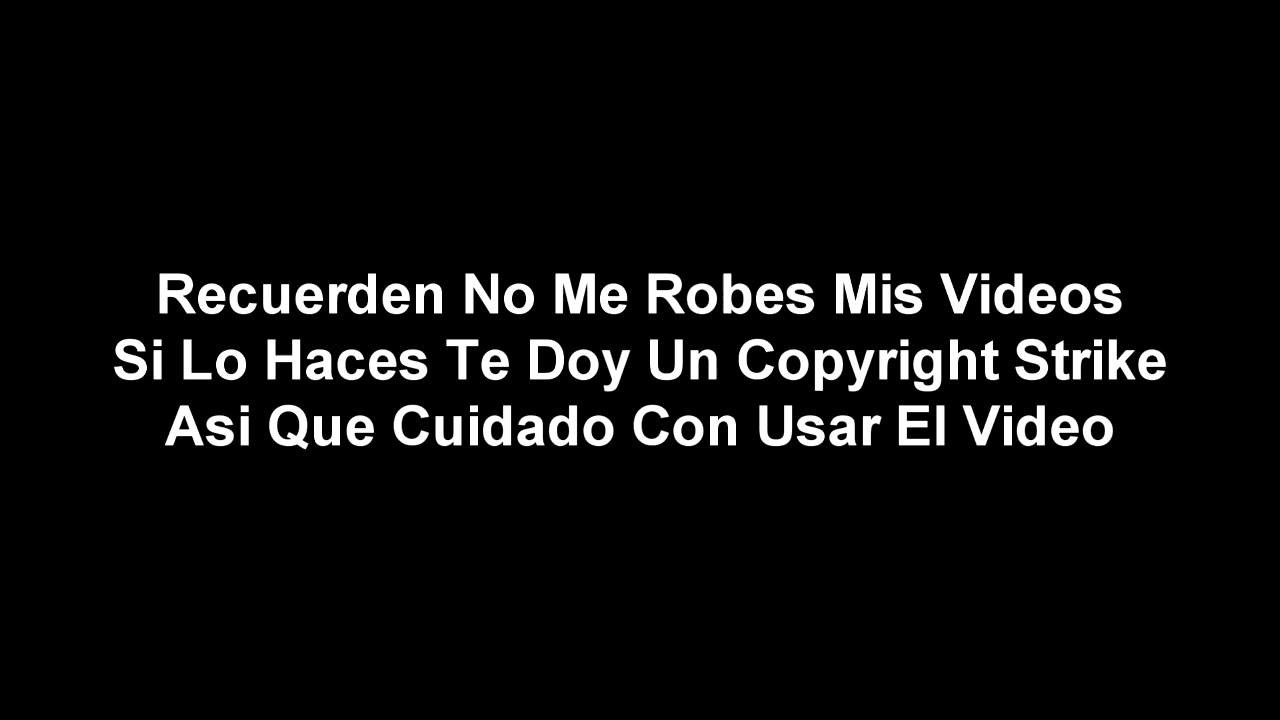 Recuerden No Me Robes Mis Videos
Si Lo Haces Te Doy Un Copyright Strike
Asi Que Cuidado Con Usar El Video